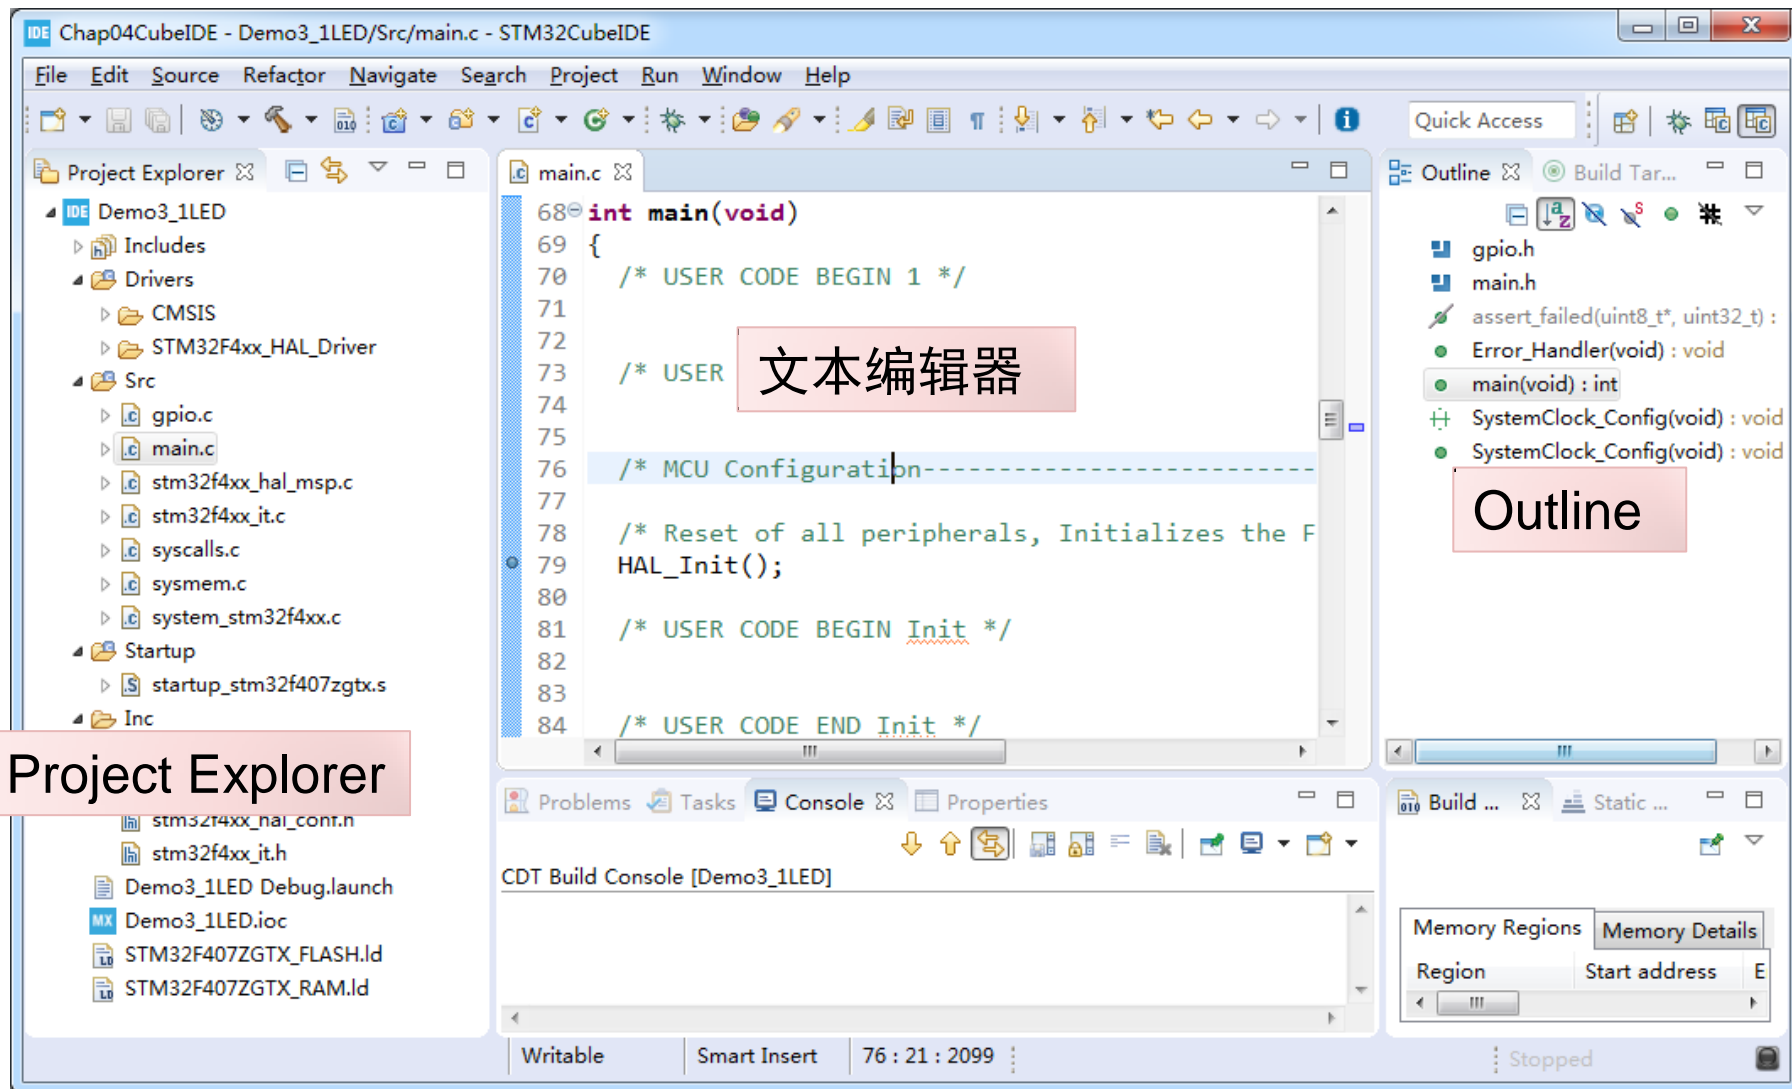 Chap04CubeIDE - Demo3_1LED/Src/main.c - STM32CubeIDE
File Edit Source Refactor Navigate Search Project Run Window Help
Quick Access
Project Explorer
Demo3_1LED
Includes
Drivers
CMSIS
STM32F4xx_HAL_Driver
Src
gpio.c
main.c
stm32f4xx_hal_msp.c
stm32f4xx_it.c
syscalls.c
sysmem.c
system_stm32f4xx.c
Startup
startup_stm32f407zgtx.s
Inc
Project Explorer
stm32f4xx_hal_conf.h
stm32f4xx_it.h
Demo3_1LED Debug.launch
Demo3_1LED.ioc
STM32F407ZGTX_FLASH.ld
STM32F407ZGTX_RAM.ld
main.c
68 int main(void)
69 {
70 /* USER CODE BEGIN 1 */
71
72
73 /* USER
文本编辑器
74
75
76 /* MCU Configuration--------------------------
77
78 /* Reset of all peripherals, Initializes the F
79 HAL_Init();
80
81 /* USER CODE BEGIN Init */
82
83
84 /* USER CODE END Init */
Outline Build Tar...
gpio.h
main.h
assert_failed(uint8_t*, uint32_t) :
Error_Handler(void) : void
main(void) : int
SystemClock_Config(void) : void
SystemClock_Config(void) : void
Outline
Problems Tasks Console Properties
CDT Build Console [Demo3_1LED]
Build ... Static ...
Memory Regions Memory Details
Region Start address E
Writable Smart Insert 76 : 21 : 2099 Stopped